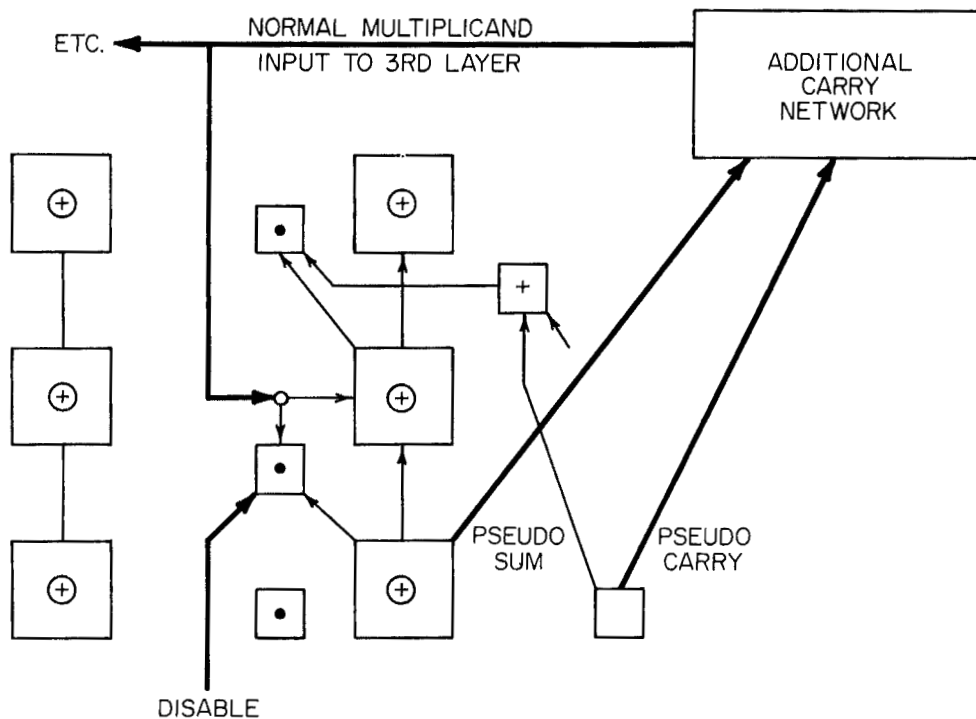 ETC.
NORMAL MULTIPLICAND
INPUT TO 3RD LAYER
ADDITIONAL
CARRY
NETWORK
+
+
+
+
+
+
+
PSEUDO
SUM
PSEUDO
CARRY
DISABLE